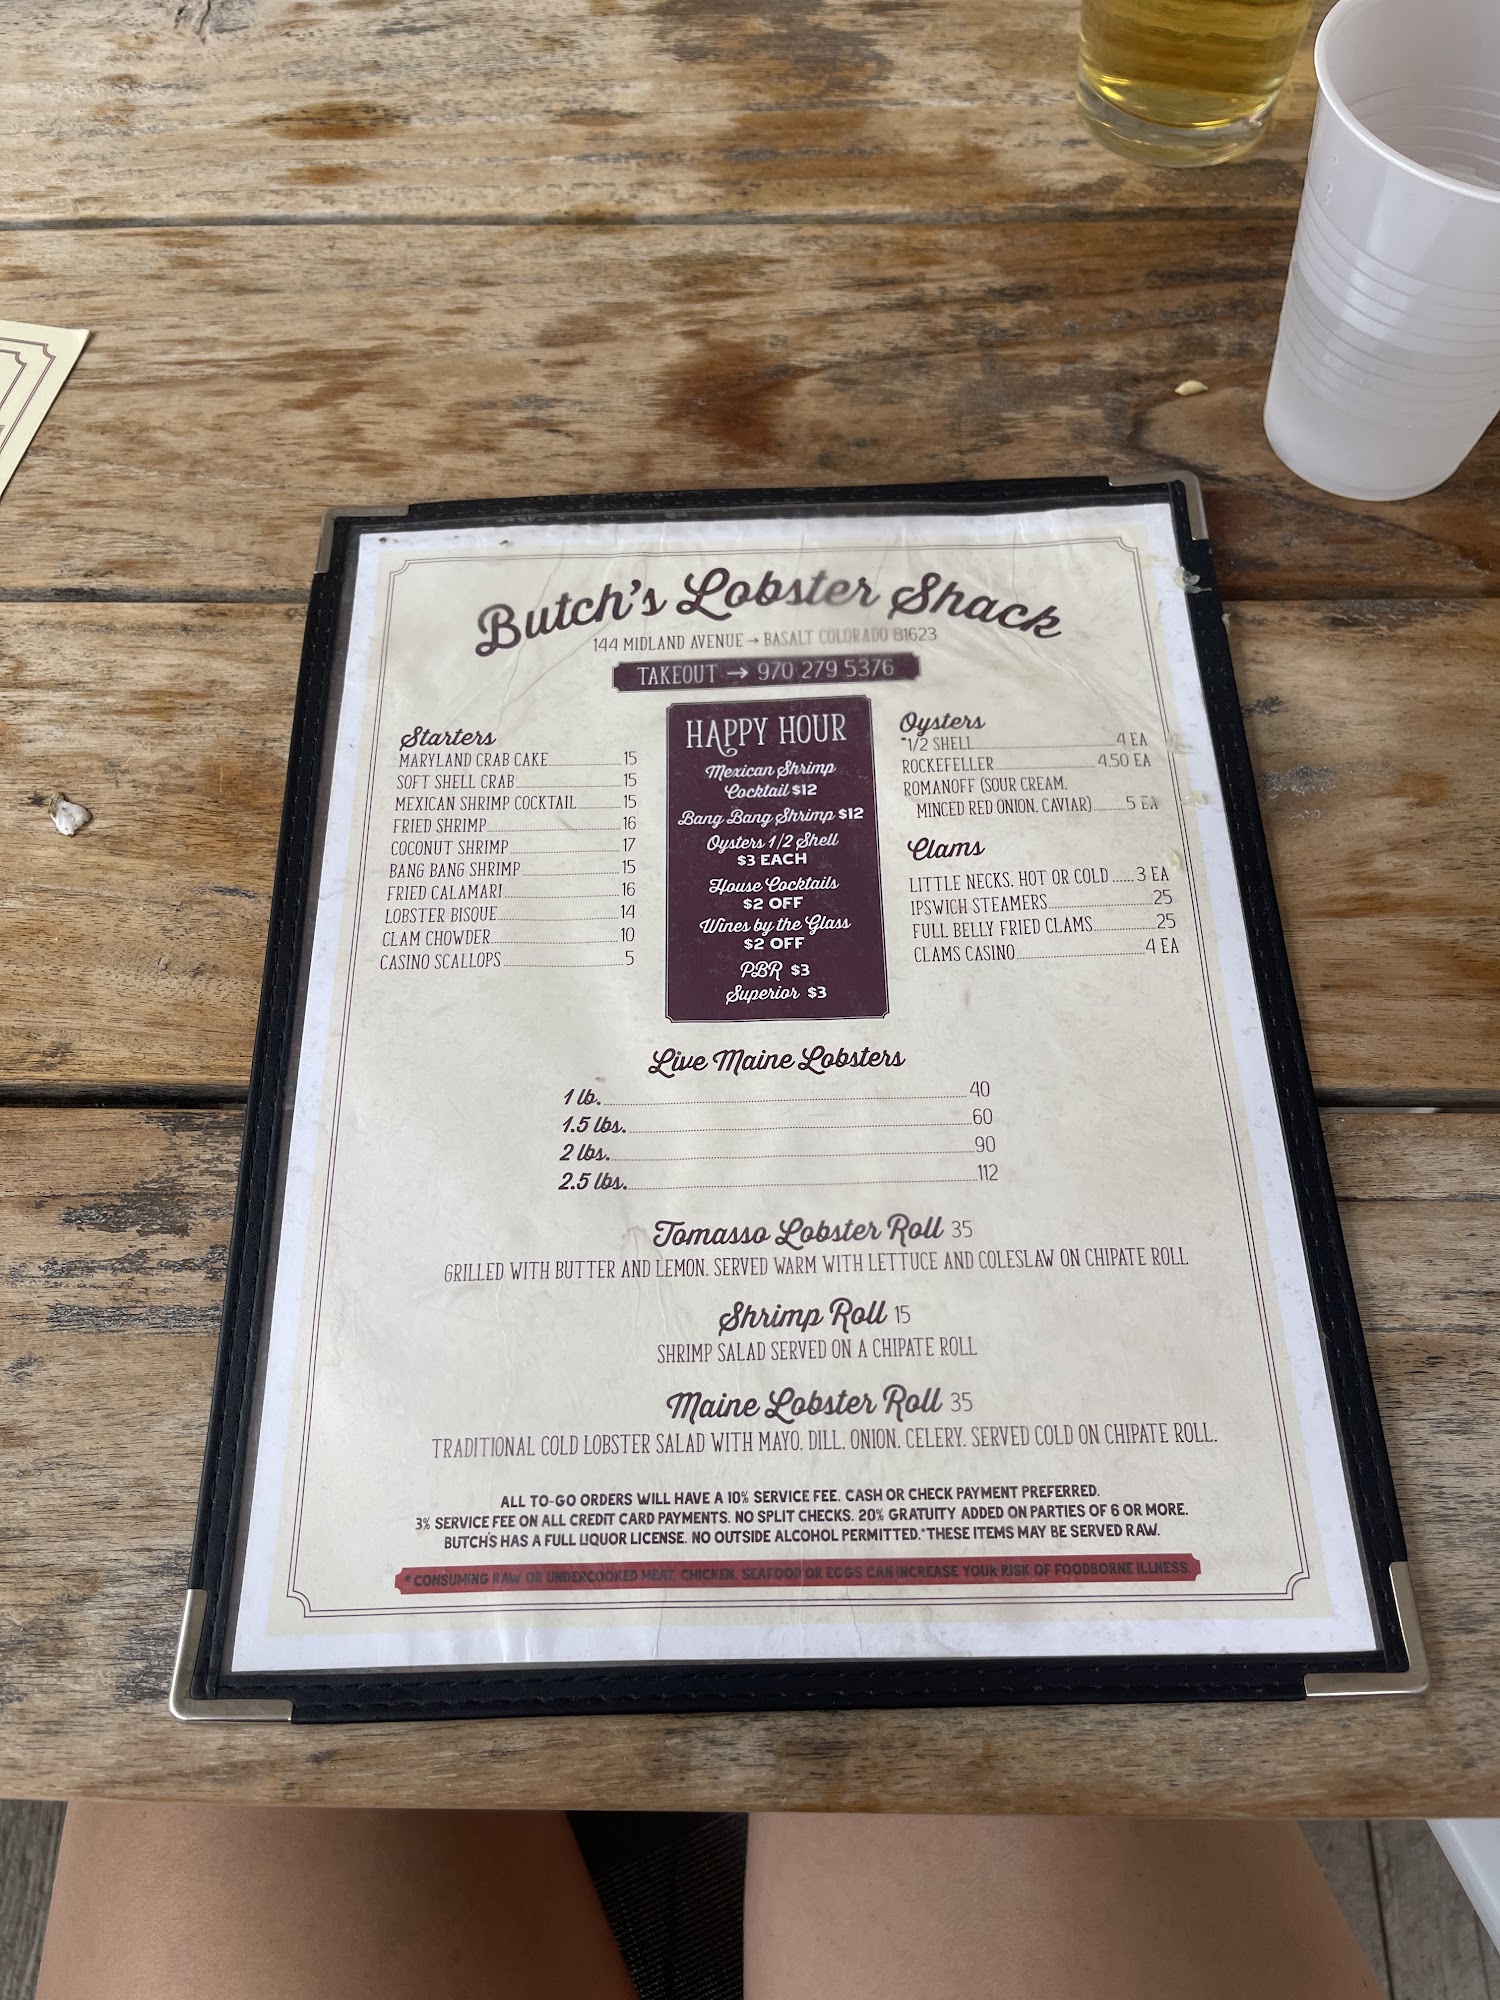 Butch's Lobster Shack
144 MIDLAND AVENUE → BASALT COLORADO 81623
TAKEOUT → 970 279 5376
Starters
MARYLAND CRAB CAKE 15
SOFT SHELL CRAB 15
MEXICAN SHRIMP COCKTAIL 15
FRIED SHRIMP 16
COCONUT SHRIMP 17
BANG BANG SHRIMP 15
FRIED CALAMARI 16
LOBSTER BISQUE 14
CLAM CHOWDER 10
CASINO SCALLOPS 5
HAPPY HOUR
Mexican Shrimp
Cocktail $12
Bang Bang Shrimp $12
Oysters 1/2 Shell
$3 EACH
House Cocktails
$2 OFF
Wines by the Glass
$2 OFF
PBR $3
Superior $3
Oysters
*1/2 SHELL 4 EA
ROCKEFELLER 4.50 EA
ROMANOFF (SOUR CREAM,
MINCED RED ONION, CAVIAR) 5 EA
Clams
LITTLE NECKS, HOT OR COLD 3 EA
IPSWICH STEAMERS 25
FULL BELLY FRIED CLAMS 25
CLAMS CASINO 4 EA
Live Maine Lobsters
1 lb. 40
1.5 lbs. 60
2 lbs. 90
2.5 lbs. 112
Tomasso Lobster Roll 35
GRILLED WITH BUTTER AND LEMON. SERVED WARM WITH LETTUCE AND COLESLAW ON CHIPATE ROLL
Shrimp Roll 15
SHRIMP SALAD SERVED ON A CHIPATE ROLL
Maine Lobster Roll 35
TRADITIONAL COLD LOBSTER SALAD WITH MAYO, DILL, ONION, CELERY. SERVED COLD ON CHIPATE ROLL.
ALL TO-GO ORDERS WILL HAVE A 10% SERVICE FEE. CASH OR CHECK PAYMENT PREFERRED.
3% SERVICE FEE ON ALL CREDIT CARD PAYMENTS. NO SPLIT CHECKS. 20% GRATUITY ADDED ON PARTIES OF 6 OR MORE.
BUTCH'S HAS A FULL LIQUOR LICENSE. NO OUTSIDE ALCOHOL PERMITTED.*THESE ITEMS MAY BE SERVED RAW.
*CONSUMING RAW OR UNDERCOOKED MEAT, CHICKEN, SEAFOOD OR EGGS CAN INCREASE YOUR RISK OF FOODBORNE ILLNESS.